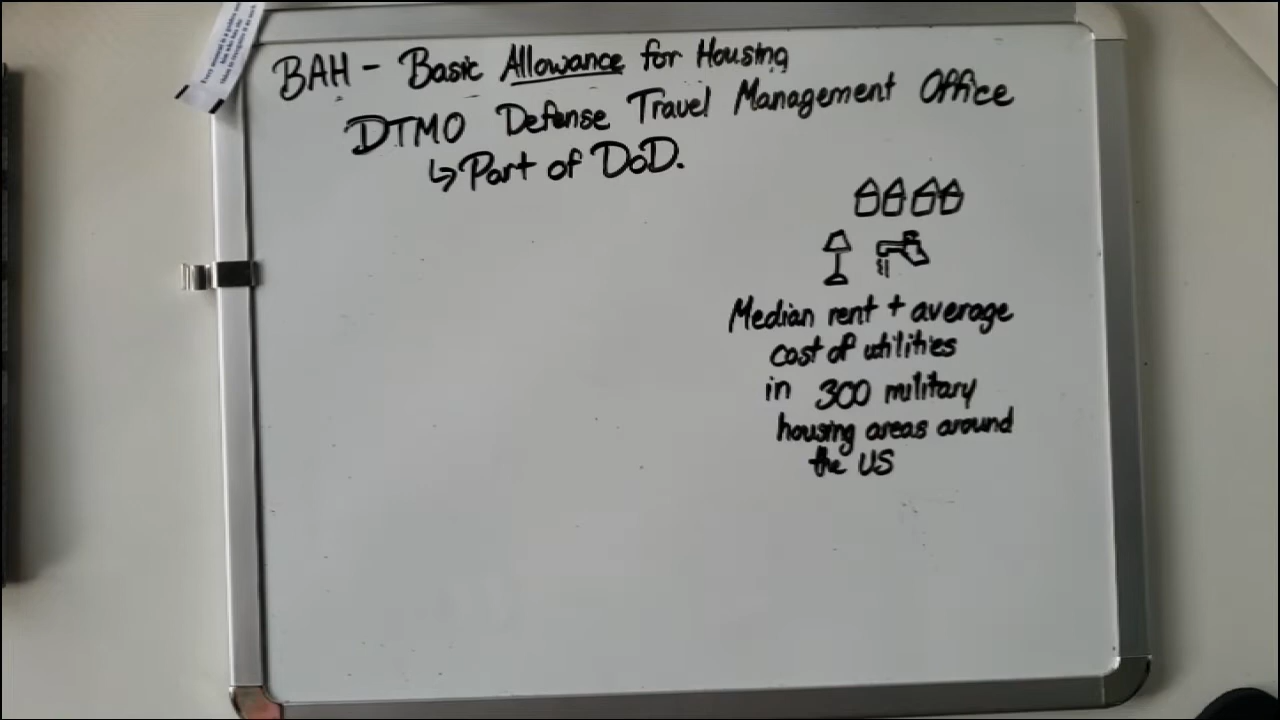 BAH - Basic Allowance for Housing
DTMO Defense Travel Management Office
↳ Part of DoD.
Median rent + average
cost of utilities
in 300 military
housing areas around
the US